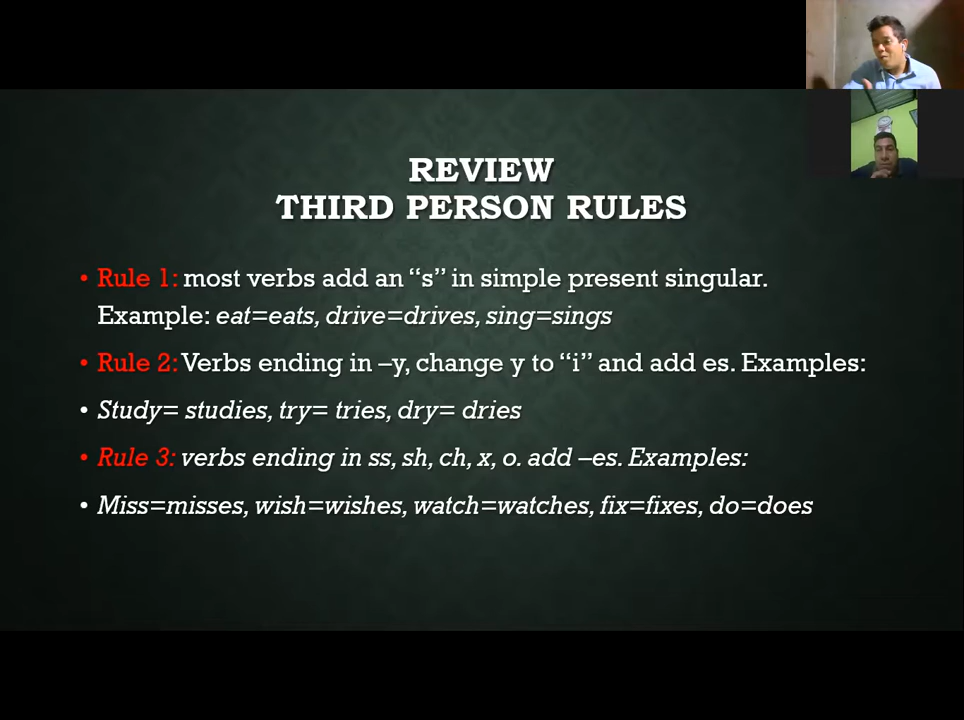 REVIEW
THIRD PERSON RULES
• Rule 1: most verbs add an “s” in simple present singular.
Example: eat=eats, drive=drives, sing=sings
• Rule 2: Verbs ending in –y, change y to “i” and add es. Examples:
• Study= studies, try= tries, dry= dries
• Rule 3: verbs ending in ss, sh, ch, x, o. add –es. Examples:
• Miss=misses, wish=wishes, watch=watches, fix=fixes, do=does